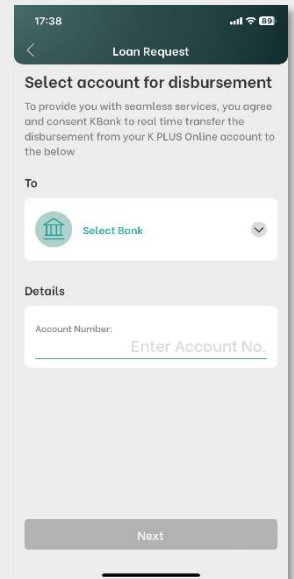 17:38
89
Loan Request
Select account for disbursement
To provide you with seamless services, you agree
and consent KBank to real time transfer the
disbursement from your K PLUS Online account to
the below
To
Select Bank
Details
Account Number:
Enter Account No.
Next